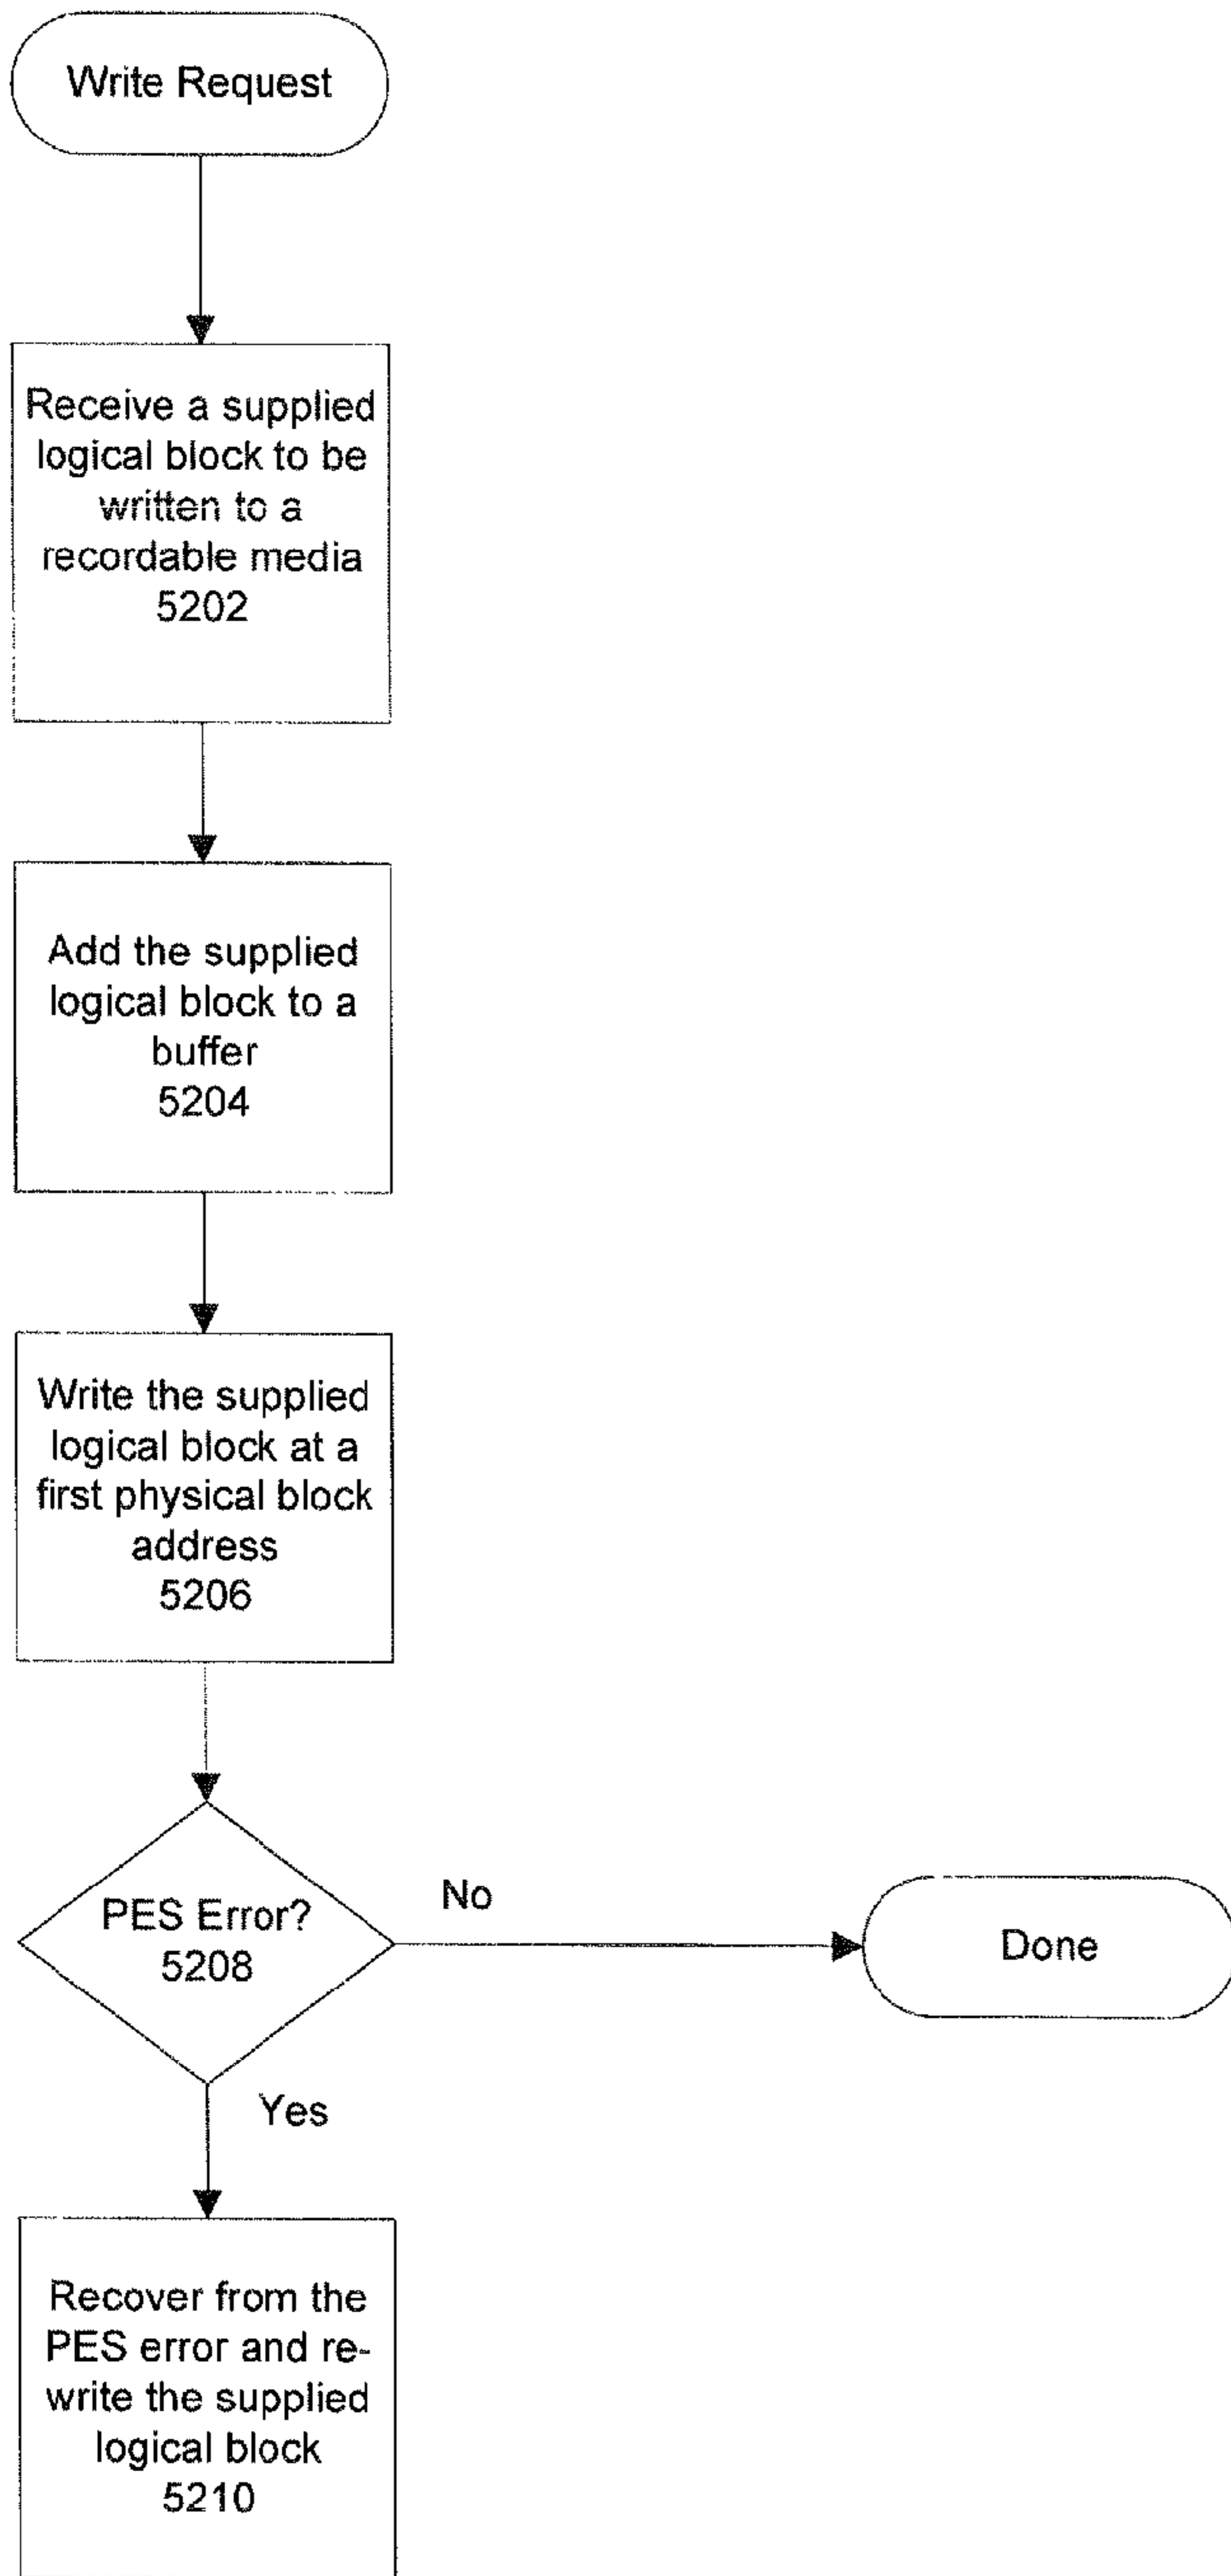 Write Request
Receive a supplied
logical block to be
written to a
recordable media
5202
Add the supplied
logical block to a
buffer
5204
Write the supplied
logical block at a
first physical block
address
5206
PES Error?
5208
No
Done
Yes
Recover from the
PES error and re-
write the supplied
logical block
5210